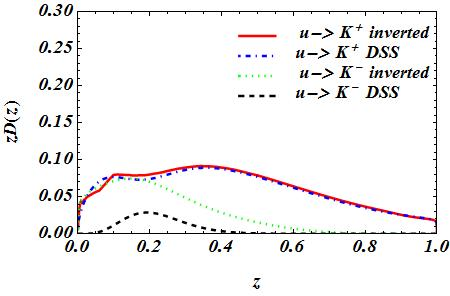 0.30
u−> K+ inverted
u−> K+ DSS
u−> K− inverted
u−> K− DSS
0.25
0.20
0.15
0.10
0.05
0.00
zD(z)
0.0 0.2 0.4 0.6 0.8 1.0
z